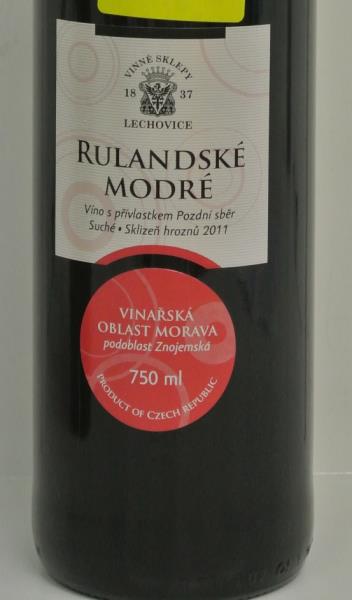 VINNÉ SKLEPY
18 37
LECHOVICE
RULANDSKÉ
MODRÉ
Víno s přívlastkem Pozdní sběr
Suché • Sklizeň hroznů 2011
VINAŘSKÁ
OBLAST MORAVA
podoblast Znojemská
750 ml
PRODUCT OF CZECH REPUBLIC